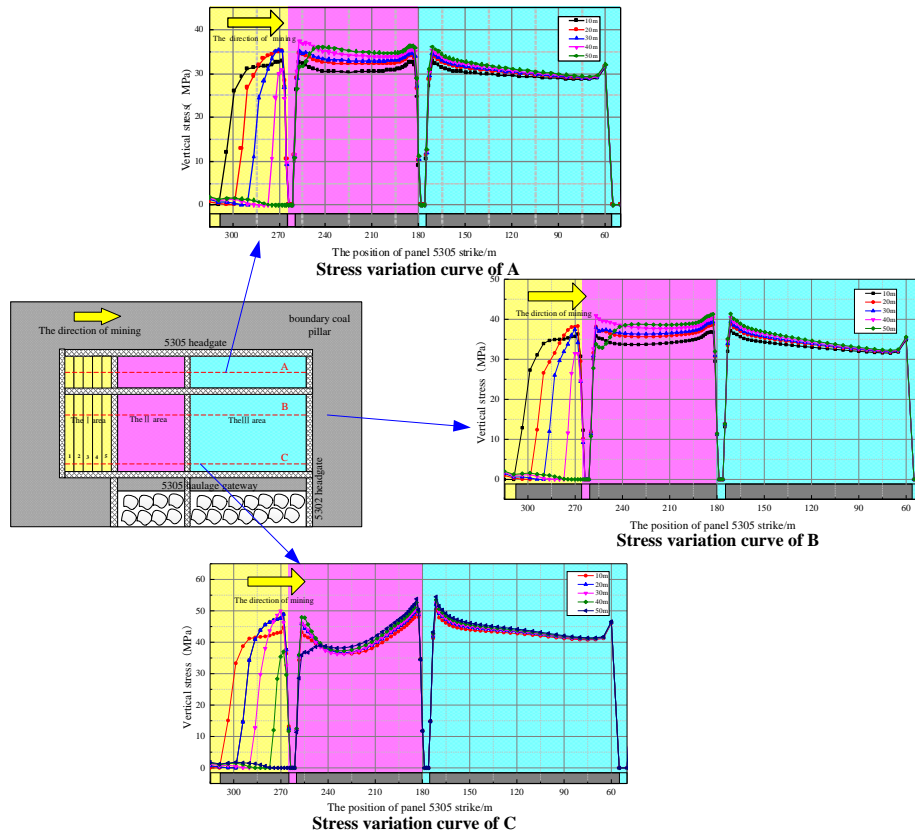 40
30
20
10
0
Vertical stress( MPa)
The direction of mining
10m
20m
30m
40m
50m
300 270 240 210 180 150 120 90 60
The position of panel 5305 strike/m
Stress variation curve of A
The direction of mining
boundary coal
pillar
5305 headgate
A
B
The Ⅰ area
The Ⅱ area
The Ⅲ area
C
1 2 3 4 5
5305 haulage gateway
5302 headgate
50
40
30
20
10
0
Vertical stress (MPa)
The direction of mining
10m
20m
30m
40m
50m
300 270 240 210 180 150 120 90 60
The position of panel 5305 strike/m
Stress variation curve of B
60
50
40
30
20
10
0
Vertical stress (MPa)
The direction of mining
10m
20m
30m
40m
50m
300 270 240 210 180 150 120 90 60
The position of panel 5305 strike/m
Stress variation curve of C